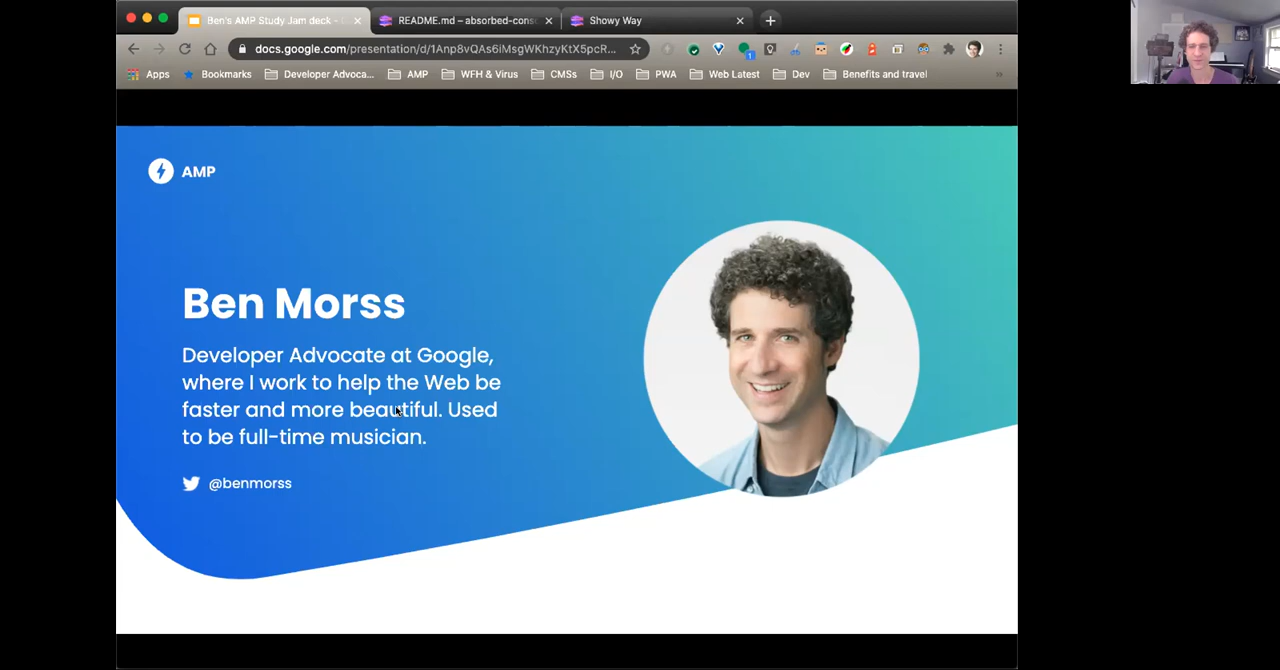 Ben's AMP Study Jam deck -
README.md – absorbed-conso
Showy Way
docs.google.com/presentation/d/1Anp8vQAs6iMsgWKhzyKtX5pcR...
Apps
Bookmarks
Developer Advoca...
AMP
WFH & Virus
CMSs
I/O
PWA
Web Latest
Dev
Benefits and travel
»
AMP
Ben Morss
Developer Advocate at Google,
where I work to help the Web be
faster and more beautiful. Used
to be full-time musician.
@benmorss